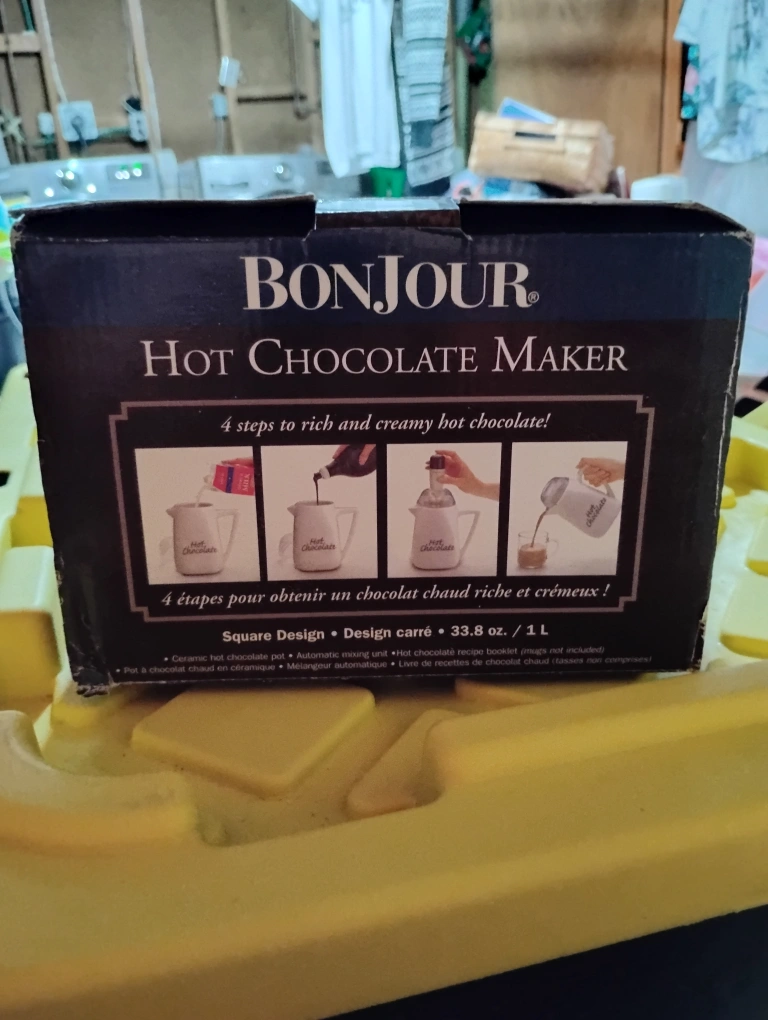 BONJOUR®
HOT CHOCOLATE MAKER
4 steps to rich and creamy hot chocolate!
MILK
Hot Chocolate
Hot Chocolate
Hot Chocolate
Hot Chocolate
4 étapes pour obtenir un chocolat chaud riche et crémeux !
Square Design • Design carré • 33.8 oz. / 1 L
• Ceramic hot chocolate pot • Automatic mixing unit •Hot chocolate recipe booklet (mugs not included)
• Pot à chocolat chaud en céramique • Mélangeur automatique • Livre de recettes de chocolat chaud (tasses non comprises)